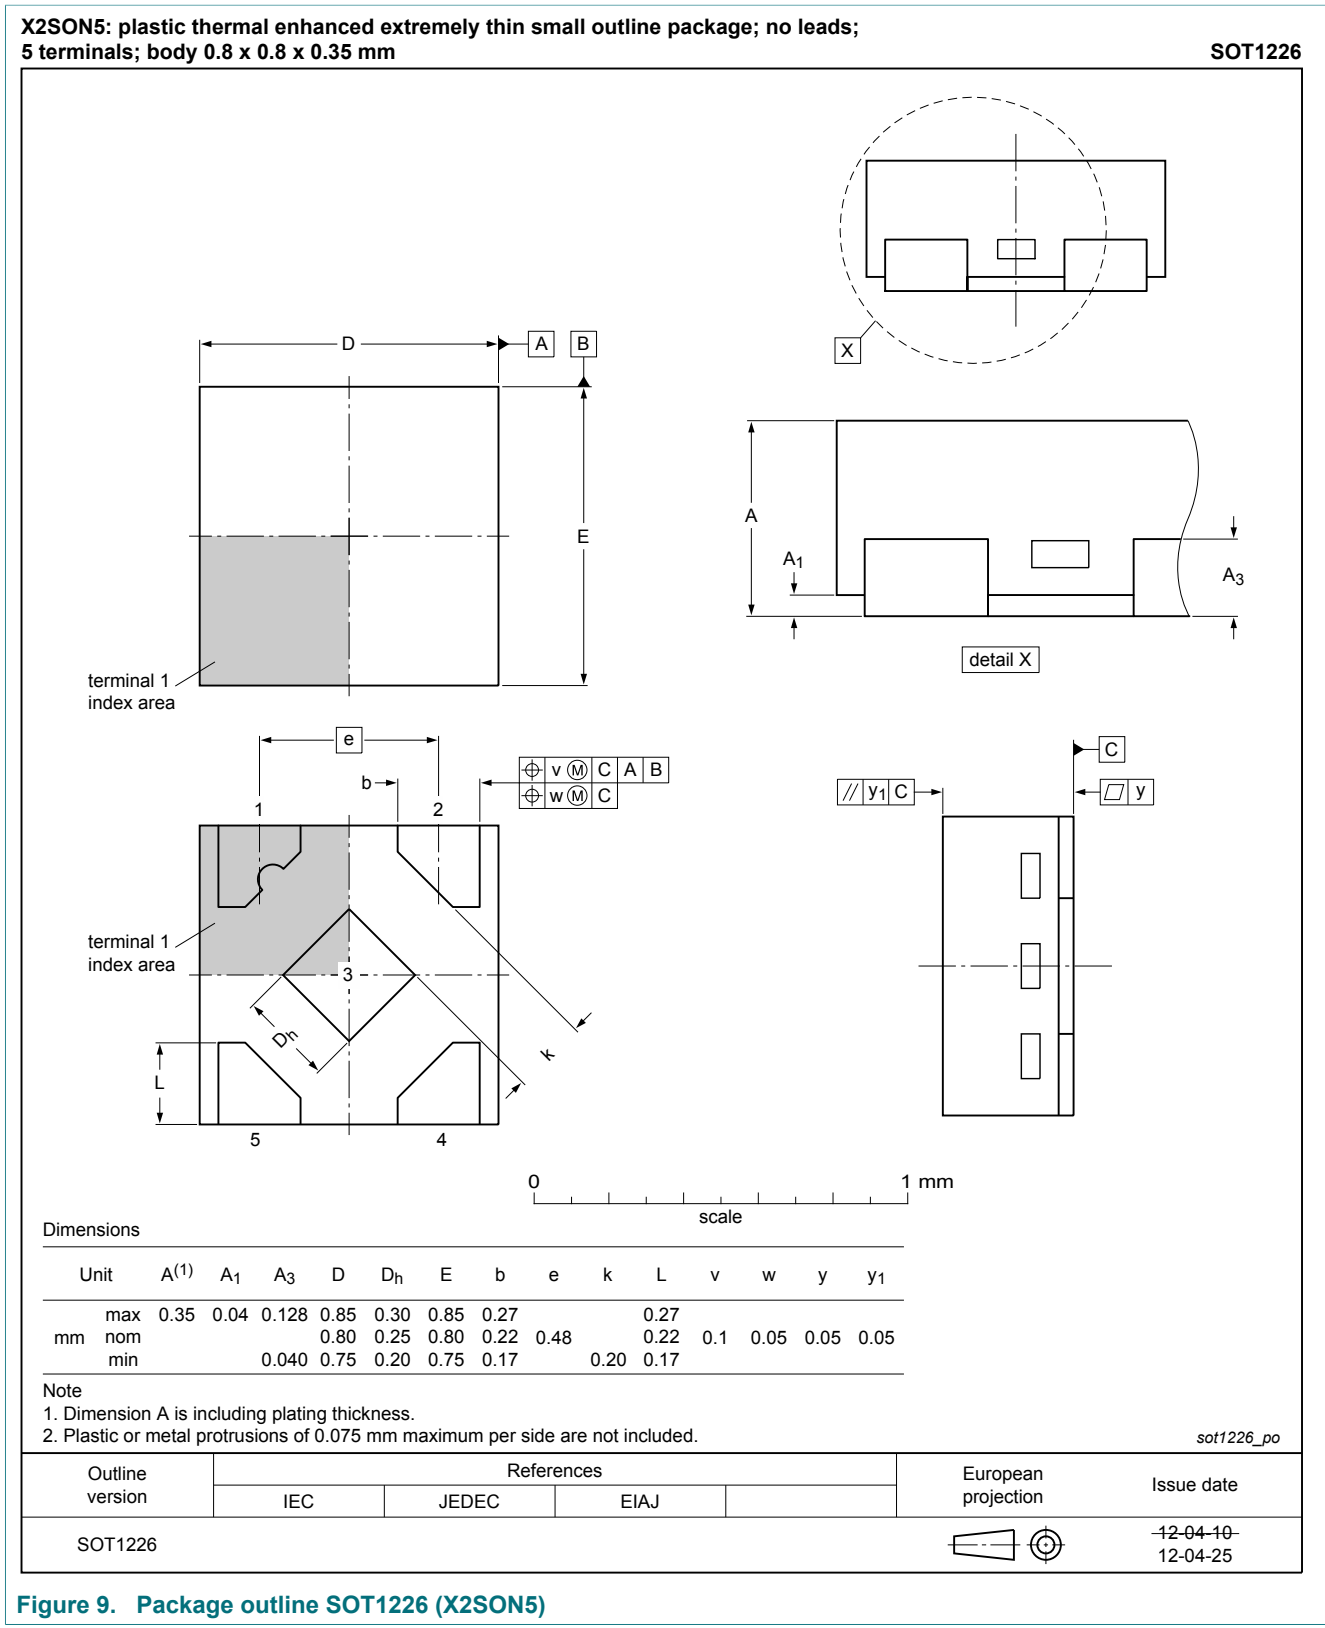 X2SON5: plastic thermal enhanced extremely thin small outline package; no leads;
5 terminals; body 0.8 x 0.8 x 0.35 mm
SOT1226
X
D
A
B
E
terminal 1
index area
A
A1
A3
detail X
e
b
v M C A B
w M C
1
2
terminal 1
index area
3
Dh
k
L
5
4
C
// y1 C
y
0
1 mm
scale
Dimensions
Unit A(1) A1 A3 D Dh E b e k L v w y y1
max 0.35 0.04 0.128 0.85 0.30 0.85 0.27 0.27
mm nom 0.80 0.25 0.80 0.22 0.48 0.22 0.1 0.05 0.05 0.05
min 0.040 0.75 0.20 0.75 0.17 0.20 0.17
Note
1. Dimension A is including plating thickness.
2. Plastic or metal protrusions of 0.075 mm maximum per side are not included.
sot1226_po
Outline
version
References
IEC JEDEC EIAJ
European
projection
Issue date
SOT1226
12-04-10
12-04-25
Figure 9. Package outline SOT1226 (X2SON5)